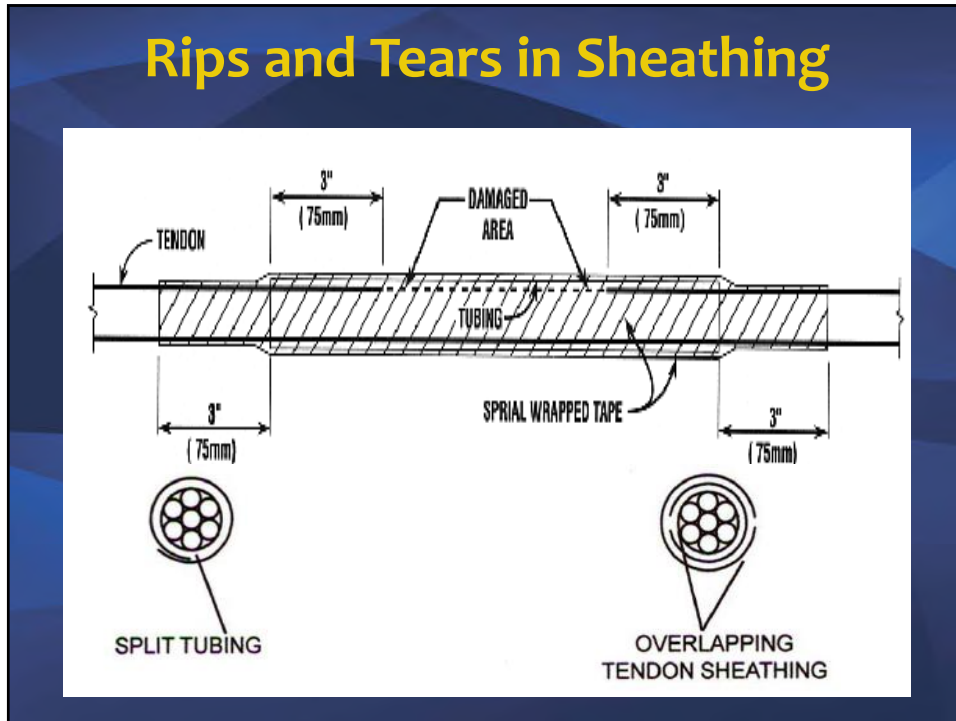 Rips and Tears in Sheathing
3"
(75mm)
DAMAGED
AREA
3"
(75mm)
TENDON
TUBING
SPRIAL WRAPPED TAPE
3"
(75mm)
3"
(75mm)
SPLIT TUBING
OVERLAPPING
TENDON SHEATHING